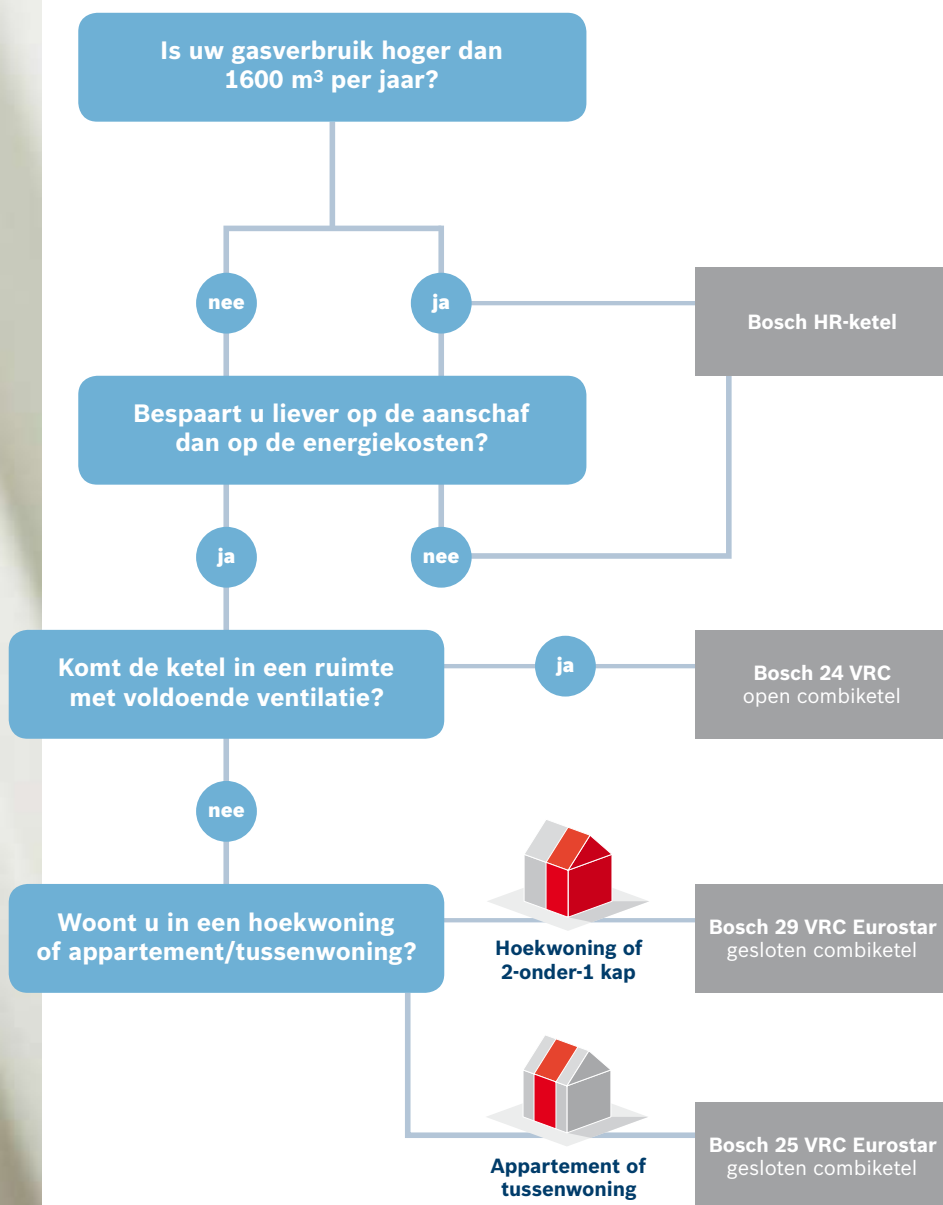 Is uw gasverbruik hoger dan
1600 m³ per jaar?
nee
ja
Bosch HR-ketel
Bespaart u liever op de aanschaf
dan op de energiekosten?
ja
nee
Komt de ketel in een ruimte
met voldoende ventilatie?
ja
Bosch 24 VRC
open combiketel
nee
Woont u in een hoekwoning
of appartement/tussenwoning?
Hoekwoning of
2-onder-1 kap
Bosch 29 VRC Eurostar
gesloten combiketel
Appartement of
tussenwoning
Bosch 25 VRC Eurostar
gesloten combiketel